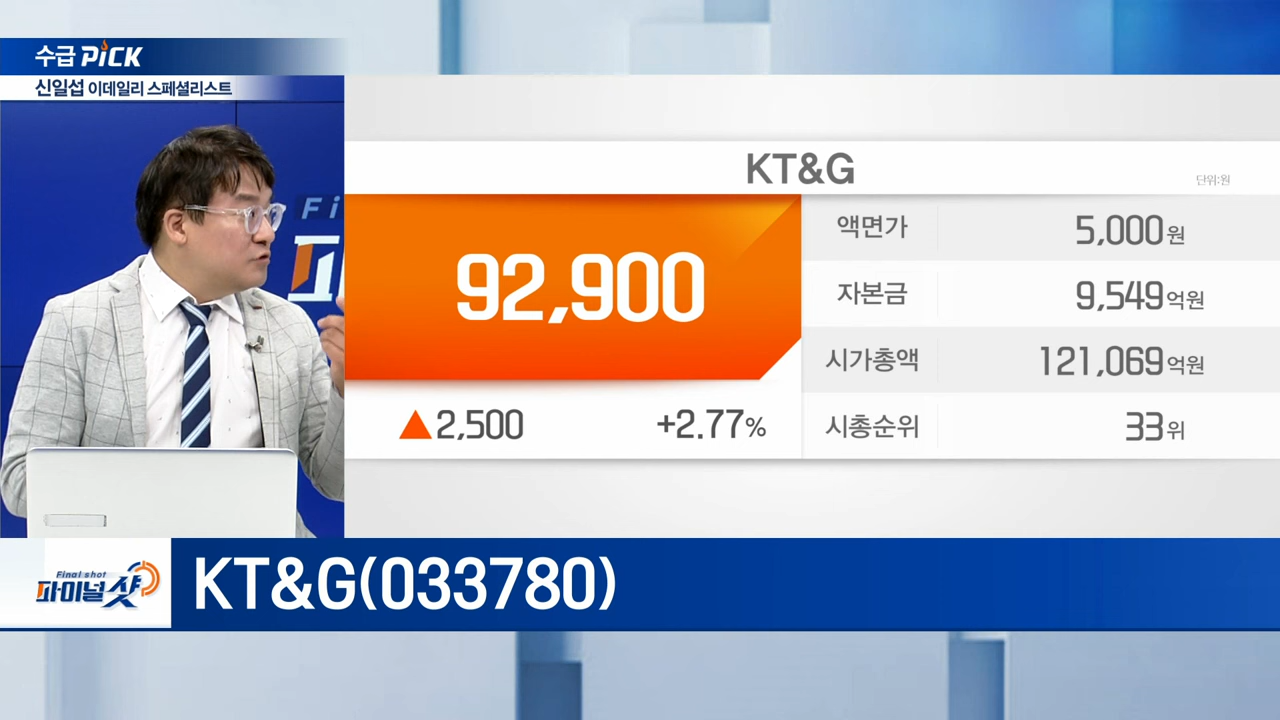 수급 PiCK
신일섭 이데일리 스페셜리스트
Fi
파
KT&G
단위:원
92,900
▲2,500 +2.77%
액면가 5,000원
자본금 9,549억원
시가총액 121,069억원
시총순위 33위
Final shot
파이널샷
KT&G(033780)